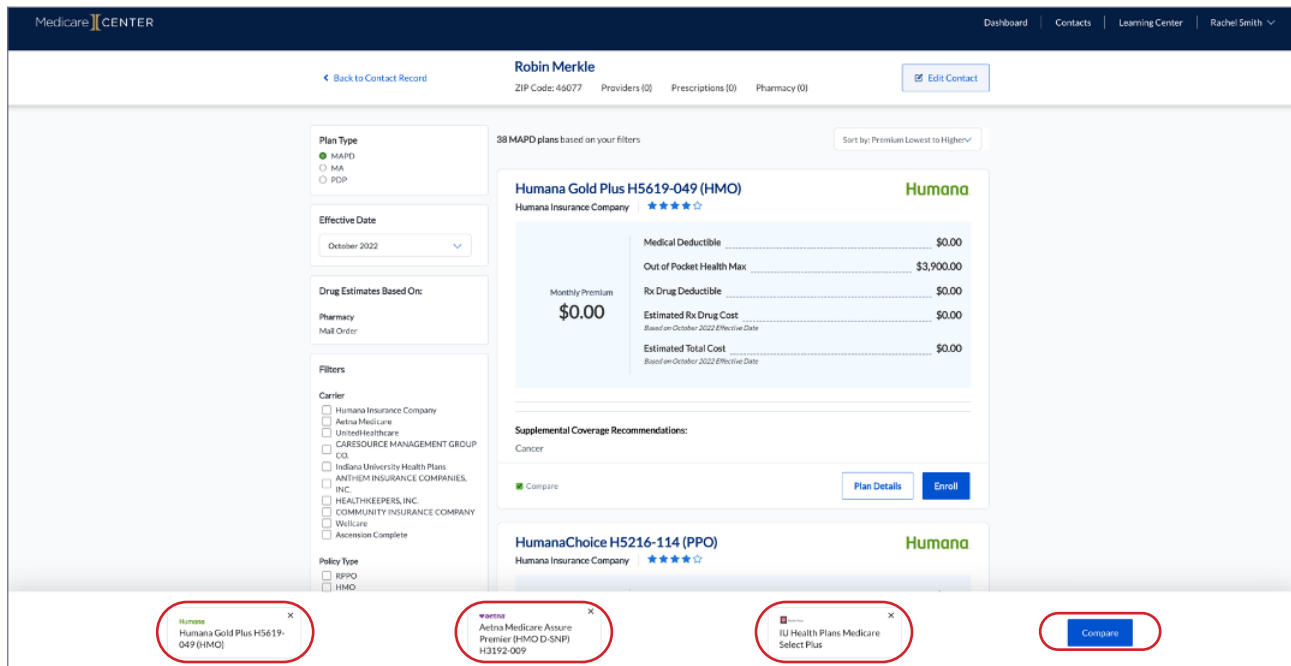 Medicare CENTER
Dashboard
Contacts
Learning Center
Rachel Smith
Back to Contact Record
Robin Merkle
ZIP Code: 46077 Providers (0) Prescriptions (0) Pharmacy (0)
Edit Contact
Plan Type
MAPD
MA
PDP
Effective Date
October 2022
Drug Estimates Based On:
Pharmacy
Mail Order
Filters
Carrier
Humana Insurance Company
Aetna Medicare
UnitedHealthcare
CARESOURCE MANAGEMENT GROUP
CO.
Indiana University Health Plans
ANTHEM INSURANCE COMPANIES,
INC.
HEALTHKEEPERS, INC.
COMMUNITY INSURANCE COMPANY
Wellcare
Ascension Complete
Policy Type
RPPO
HMO
38 MAPD plans based on your filters
Sort by: Premium Lowest to Higher
Humana Gold Plus H5619-049 (HMO)
Humana
Humana Insurance Company
Monthly Premium
$0.00
Medical Deductible $0.00
Out of Pocket Health Max $3,900.00
Rx Drug Deductible $0.00
Estimated Rx Drug Cost $0.00
Based on October 2022 Effective Date
Estimated Total Cost $0.00
Based on October 2022 Effective Date
Supplemental Coverage Recommendations:
Cancer
Compare
Plan Details
Enroll
HumanaChoice H5216-114 (PPO)
Humana
Humana Insurance Company
Humana
Humana Gold Plus H5619-
049 (HMO)
aetna
Aetna Medicare Assure
Premier (HMO D-SNP)
H3192-009
IU Health Plans Medicare
Select Plus
Compare